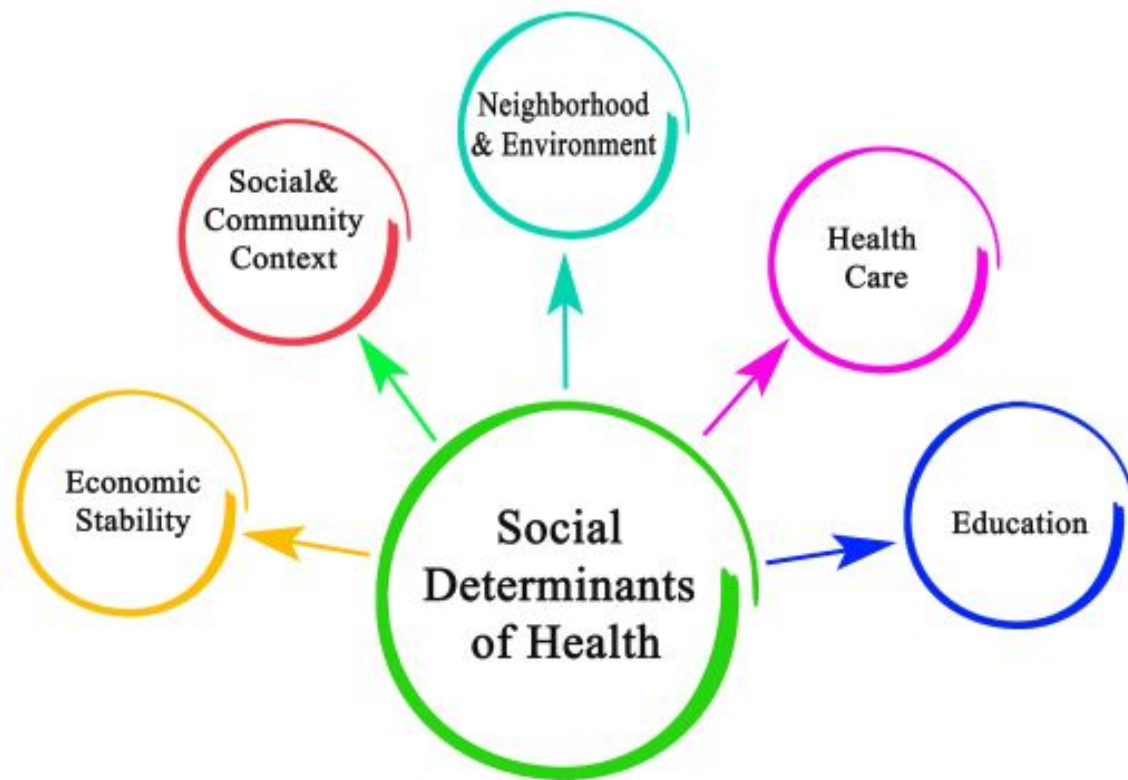 Neighborhood
& Environment
Social&
Community
Context
Health
Care
Economic
Stability
Social
Determinants
of Health
Education